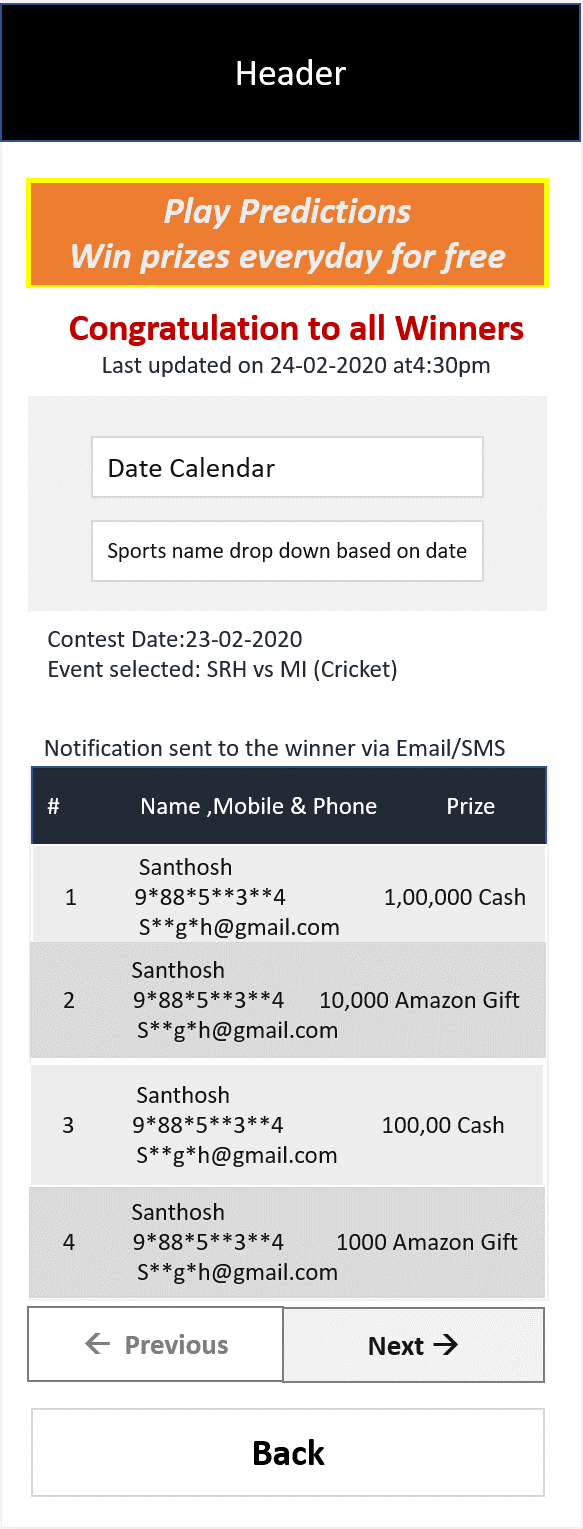 Header
Play Predictions
Win prizes everyday for free
Congratulation to all Winners
Last updated on 24-02-2020 at4:30pm
Date Calendar
Sports name drop down based on date
Contest Date:23-02-2020
Event selected: SRH vs MI (Cricket)
Notification sent to the winner via Email/SMS
# Name ,Mobile & Phone Prize
Santhosh
1 9*88*5**3**4 1,00,000 Cash
S**g*h@gmail.com
Santhosh
2 9*88*5**3**4 10,000 Amazon Gift
S**g*h@gmail.com
Santhosh
3 9*88*5**3**4 100,00 Cash
S**g*h@gmail.com
Santhosh
4 9*88*5**3**4 1000 Amazon Gift
S**g*h@gmail.com
← Previous Next →
Back